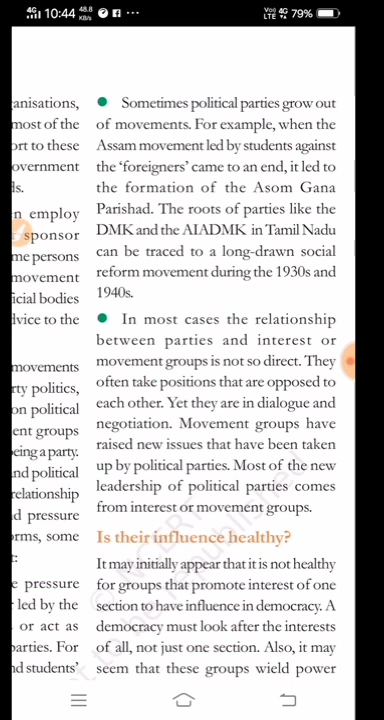 4G 10:44 48.8 KB/s ... Vo) LTE 4G 79%
anisations,
most of the
ort to these
overnment
ls.
n employ
sponsor
me persons
movement
icial bodies
lvice to the
movements
rty politics,
on political
ent groups
eing a party.
nd political
relationship
d pressure
orms, some
t:
e pressure
led by the
or act as
parties. For
nd students’
● Sometimes political parties grow out
of movements. For example, when the
Assam movement led by students against
the ‘foreigners’ came to an end, it led to
the formation of the Asom Gana
Parishad. The roots of parties like the
DMK and the AIADMK in Tamil Nadu
can be traced to a long-drawn social
reform movement during the 1930s and
1940s.
● In most cases the relationship
between parties and interest or
movement groups is not so direct. They
often take positions that are opposed to
each other. Yet they are in dialogue and
negotiation. Movement groups have
raised new issues that have been taken
up by political parties. Most of the new
leadership of political parties comes
from interest or movement groups.
Is their influence healthy?
It may initially appear that it is not healthy
for groups that promote interest of one
section to have influence in democracy. A
democracy must look after the interests
of all, not just one section. Also, it may
seem that these groups wield power
© NCERT
not to be republished